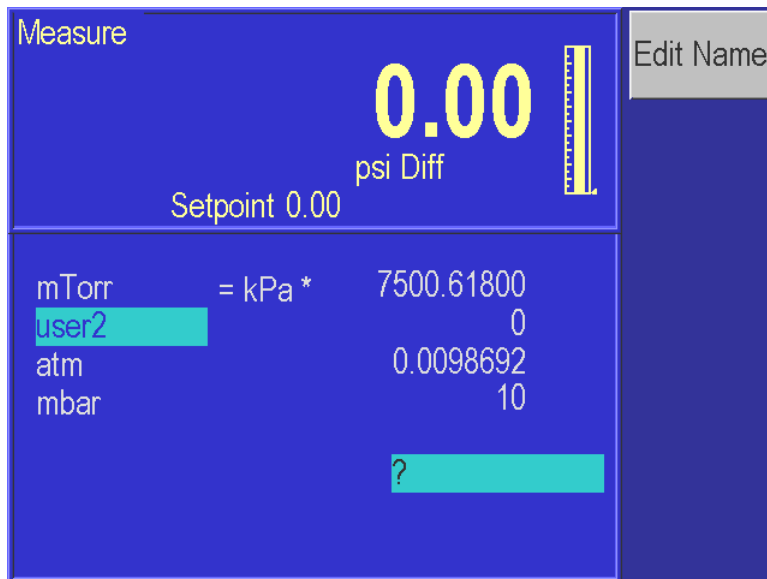 Measure
Edit Name
0.00
psi Diff
Setpoint 0.00
mTorr = kPa * 7500.61800
user2 0
atm 0.0098692
mbar 10
?